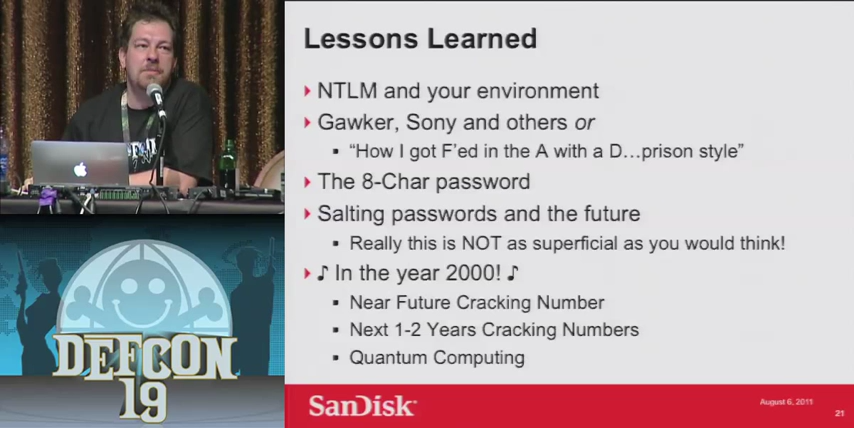 Lessons Learned
NTLM and your environment
Gawker, Sony and others or
“How I got F’ed in the A with a D…prison style”
The 8-Char password
Salting passwords and the future
Really this is NOT as superficial as you would think!
♪ In the year 2000! ♪
Near Future Cracking Number
Next 1-2 Years Cracking Numbers
Quantum Computing
DEFCON
19
SanDisk
August 6, 2011
21